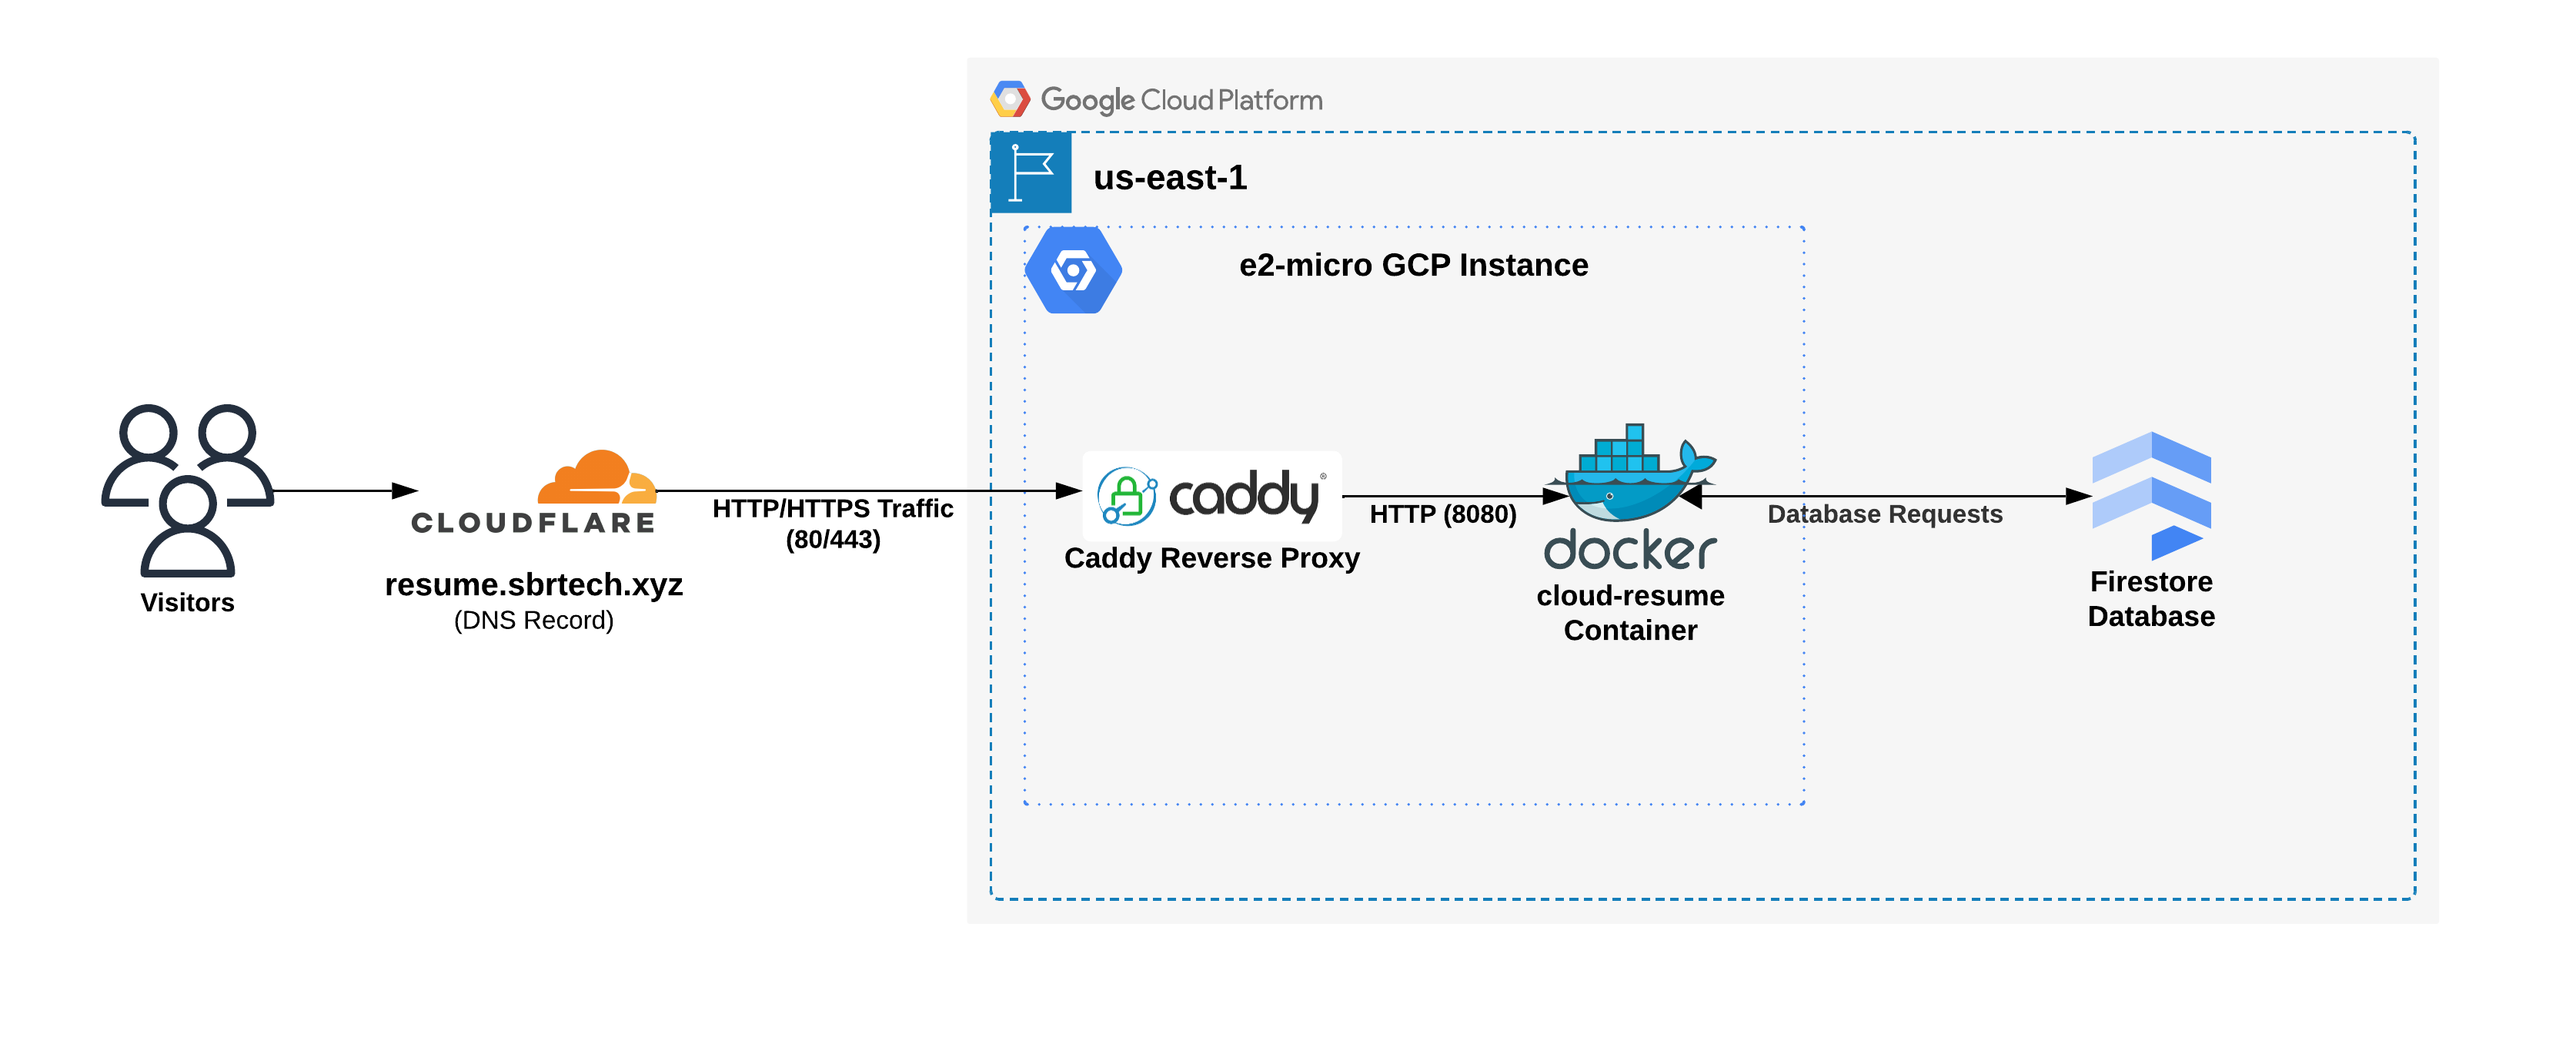 Google Cloud Platform
us-east-1
e2-micro GCP Instance
Visitors
CLOUDFLARE
resume.sbrtech.xyz
(DNS Record)
HTTP/HTTPS Traffic
(80/443)
caddy®
Caddy Reverse Proxy
HTTP (8080)
docker
cloud-resume
Container
Database Requests
Firestore
Database